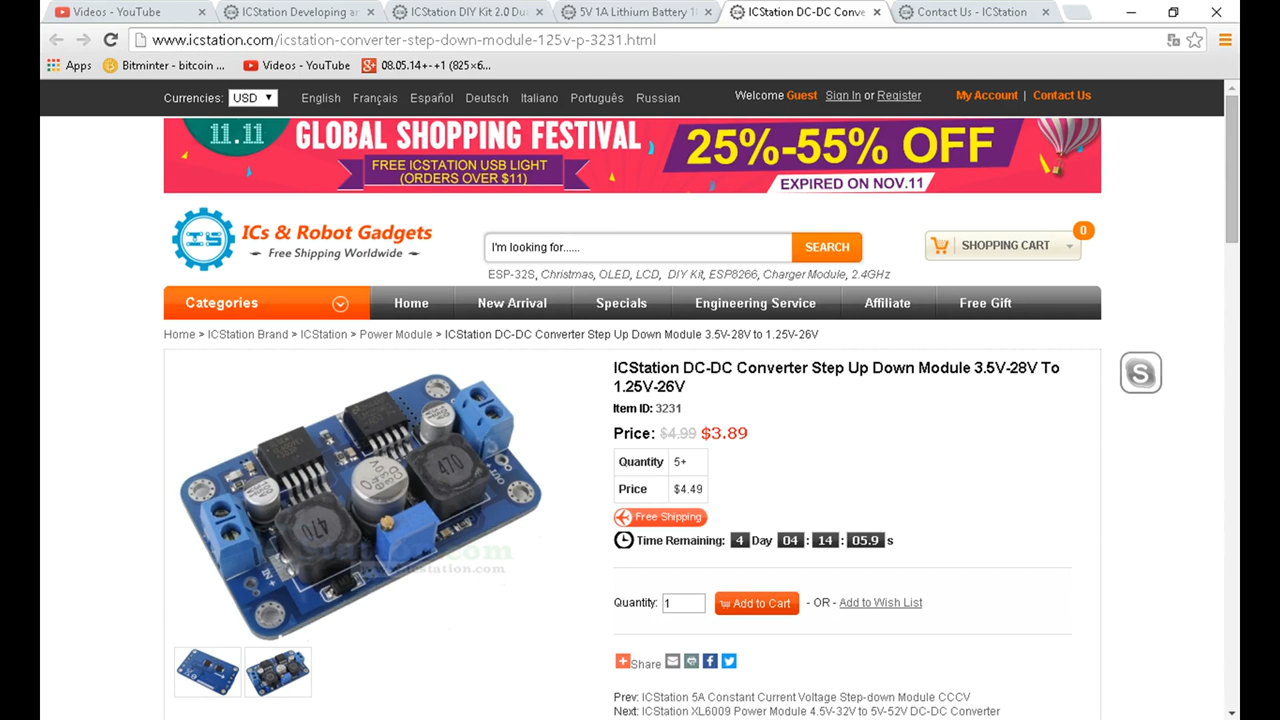 Videos - YouTube
ICStation Developing ar
ICStation DIY Kit 2.0 Du
5V 1A Lithium Battery 1
ICStation DC-DC Conve
Contact Us - ICStation
www.icstation.com/icstation-converter-step-down-module-125v-p-3231.html
Apps
Bitminter - bitcoin ...
Videos - YouTube
08.05.14+-+1 (825×6...
Currencies: USD
English Français Español Deutsch Italiano Português Russian
Welcome Guest Sign In or Register
My Account | Contact Us
11.11 GLOBAL SHOPPING FESTIVAL
FREE ICSTATION USB LIGHT
(ORDERS OVER $11)
25%-55% OFF
EXPIRED ON NOV.11
IS
ICs & Robot Gadgets
Free Shipping Worldwide
I'm looking for......
SEARCH
SHOPPING CART
0
ESP-32S, Christmas, OLED, LCD, DIY Kit, ESP8266, Charger Module, 2.4GHz
Categories Home New Arrival Specials Engineering Service Affiliate Free Gift
Home > ICStation Brand > ICStation > Power Module > ICStation DC-DC Converter Step Up Down Module 3.5V-28V to 1.25V-26V
ICStation DC-DC Converter Step Up Down Module 3.5V-28V To
1.25V-26V
Item ID: 3231
Price: $4.99 $3.89
Quantity 5+
Price $4.49
Free Shipping
Time Remaining: 4 Day 04 : 14 : 05.9 s
Quantity: 1 Add to Cart - OR - Add to Wish List
Share
Prev: ICStation 5A Constant Current Voltage Step-down Module CCCV
Next: ICStation XL6009 Power Module 4.5V-32V to 5V-52V DC-DC Converter
470
470
IN+
S